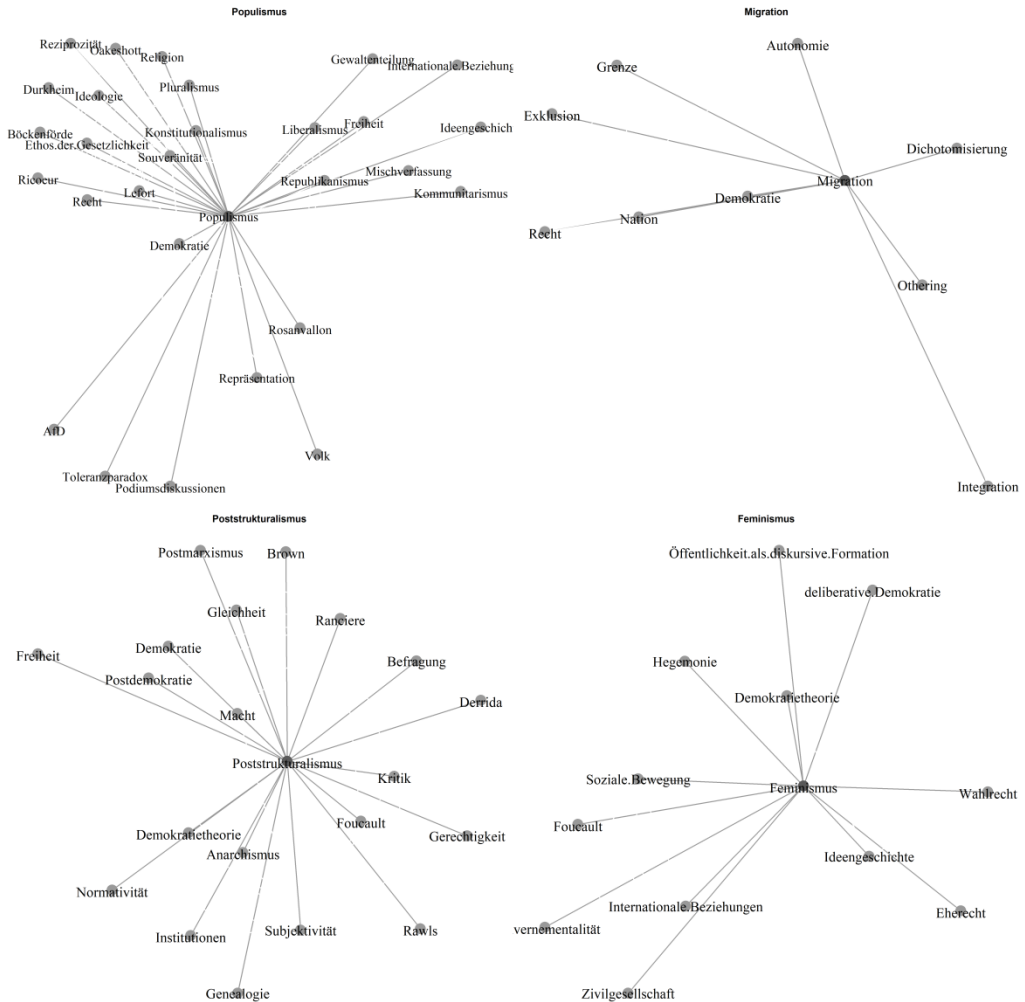 Populismus
Reziprozität
Oakeshott
Religion
Gewaltenteilung
Internationale.Beziehung
Durkheim
Ideologie
Pluralismus
Böckenförde
Konstitutionalismus
Liberalismus
Freiheit
Ideengeschich
Ethos.der.Gesetzlichkeit
Souveränität
Ricoeur
Lefort
Republikanismus
Mischverfassung
Recht
Kommunitarismus
Populismus
Demokratie
Rosanvallon
Repräsentation
AfD
Volk
Toleranzparadox
Podiumsdiskussionen
Migration
Autonomie
Grenze
Exklusion
Dichotomisierung
Migration
Demokratie
Nation
Recht
Othering
Integration
Poststrukturalismus
Postmarxismus
Brown
Gleichheit
Ranciere
Demokratie
Freiheit
Befragung
Postdemokratie
Derrida
Macht
Poststrukturalismus
Kritik
Foucault
Demokratietheorie
Gerechtigkeit
Anarchismus
Normativität
Institutionen
Subjektivität
Rawls
Genealogie
Feminismus
Öffentlichkeit.als.diskursive.Formation
deliberative.Demokratie
Hegemonie
Demokratietheorie
Soziale.Bewegung
Feminismus
Wahlrecht
Foucault
Ideengeschichte
Internationale.Beziehungen
Eherecht
vernementalität
Zivilgesellschaft